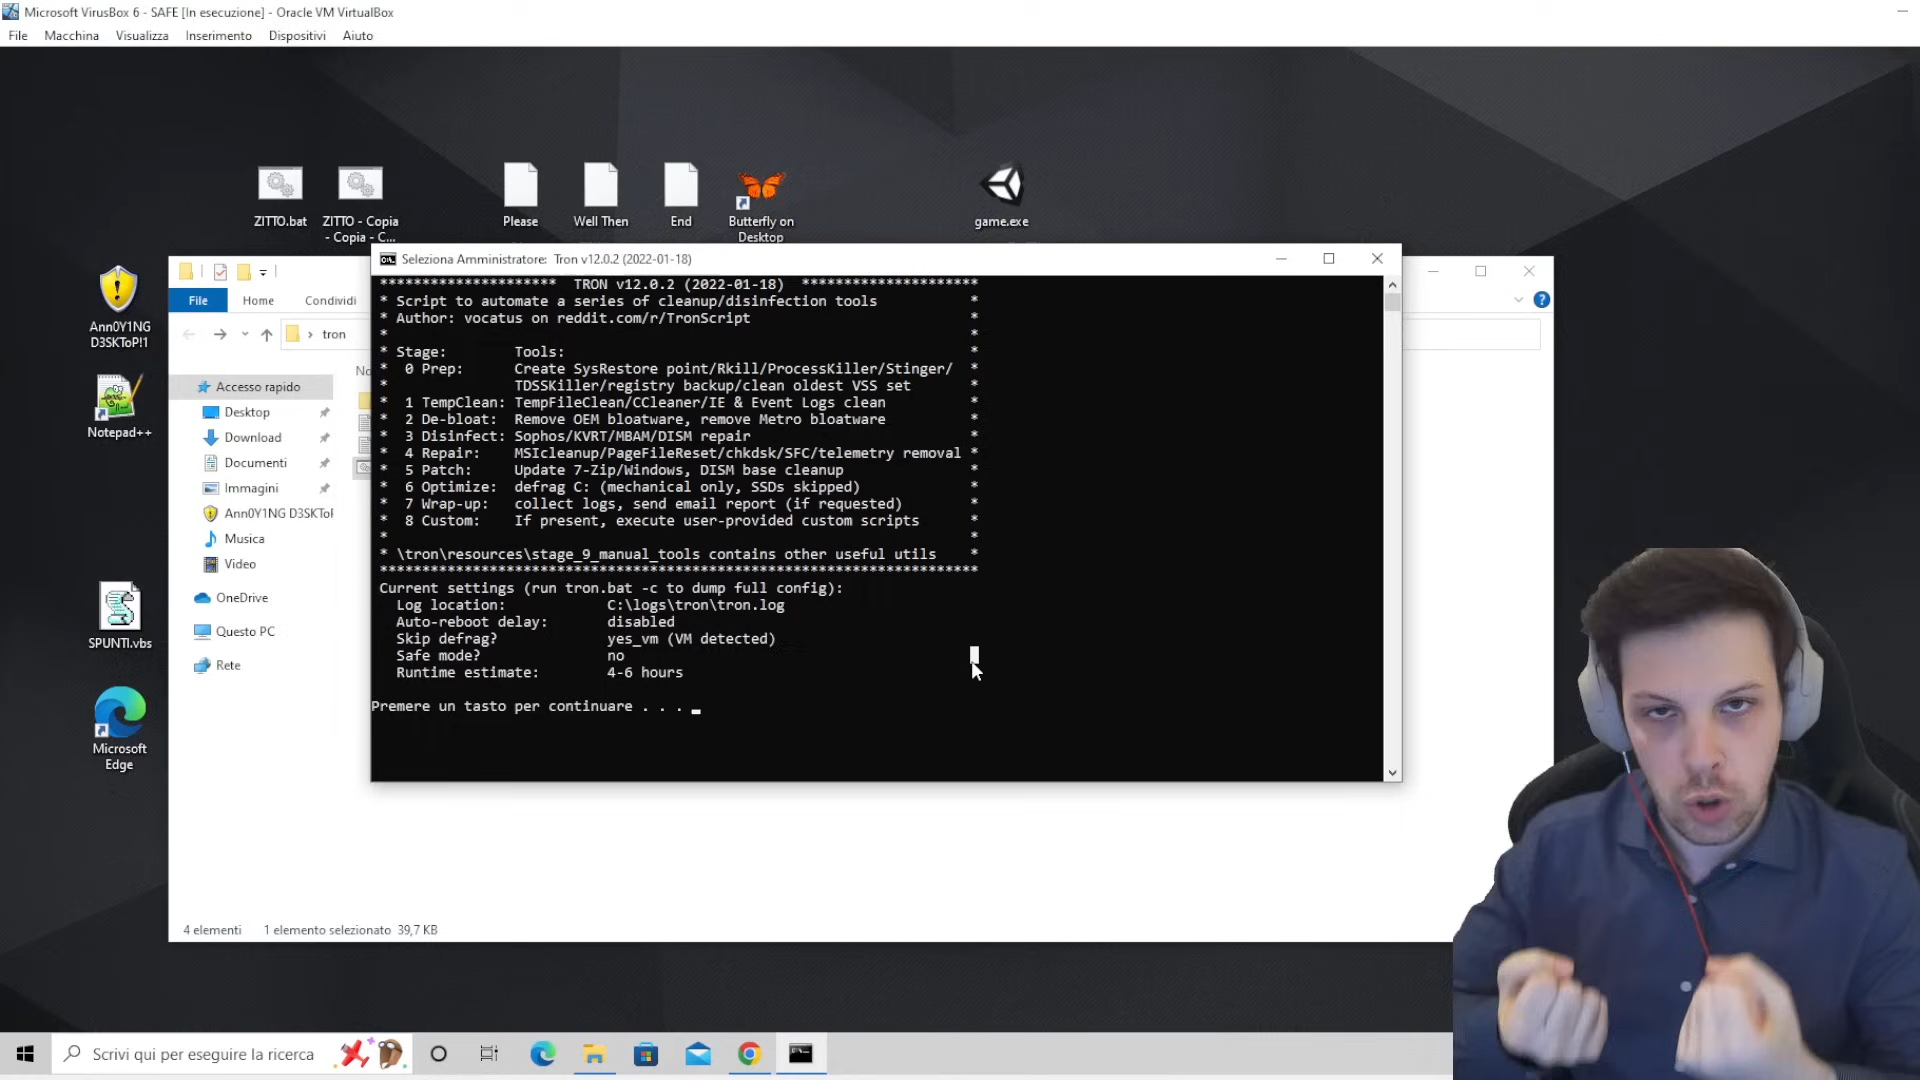 Microsoft VirusBox 6 - SAFE [In esecuzione] - Oracle VM VirtualBox
File Macchina Visualizza Inserimento Dispositivi Aiuto
ZITTO.bat
ZITTO - Copia
- Copia - C...
Please
Well Then
End
Butterfly on
Desktop
game.exe
Ann0Y1NG
D3SKToP!1
Notepad++
SPUNTI.vbs
Microsoft
Edge
File Home Condividi
tron
Accesso rapido
Desktop
Download
Documenti
Immagini
Ann0Y1NG D3SKTo
Musica
Video
OneDrive
Questo PC
Rete
4 elementi 1 elemento selezionato 39,7 KB
Seleziona Amministratore: Tron v12.0.2 (2022-01-18)
********************* TRON v12.0.2 (2022-01-18) *********************
* Script to automate a series of cleanup/disinfection tools *
* Author: vocatus on reddit.com/r/TronScript *
* *
* Stage: Tools: *
* 0 Prep: Create SysRestore point/Rkill/ProcessKiller/Stinger/ *
* TDSSKiller/registry backup/clean oldest VSS set *
* 1 TempClean: TempFileClean/CCleaner/IE & Event Logs clean *
* 2 De-bloat: Remove OEM bloatware, remove Metro bloatware *
* 3 Disinfect: Sophos/KVRT/MBAM/DISM repair *
* 4 Repair: MSIcleanup/PageFileReset/chkdsk/SFC/telemetry removal *
* 5 Patch: Update 7-Zip/Windows, DISM base cleanup *
* 6 Optimize: defrag C: (mechanical only, SSDs skipped) *
* 7 Wrap-up: collect logs, send email report (if requested) *
* 8 Custom: If present, execute user-provided custom scripts *
* *
* \tron\resources\stage_9_manual_tools contains other useful utils *
***********************************************************************
Current settings (run tron.bat -c to dump full config):
Log location: C:\logs\tron\tron.log
Auto-reboot delay: disabled
Skip defrag? yes_vm (VM detected)
Safe mode? no
Runtime estimate: 4-6 hours
Premere un tasto per continuare . . .
Scrivi qui per eseguire la ricerca